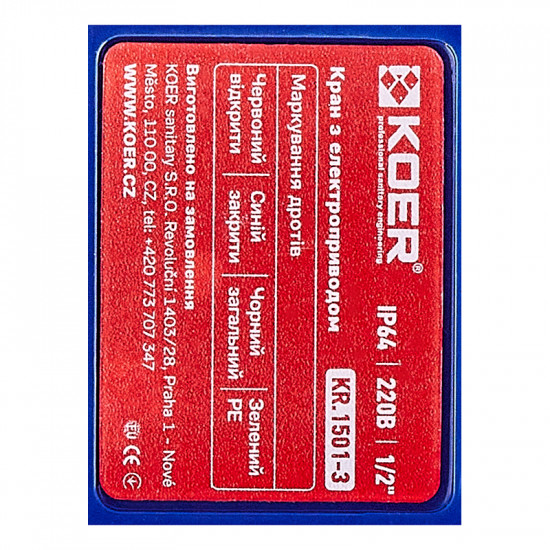 KOER®
professional sanitary engineering
IP64 | 220В | 1/2"
Кран з електроприводом
KR.1501-3
Маркування дротів
Червоний Синій Чорний Зелений
відкрити закрити загальний PE
Виготовлено на замовлення
KOER sanitary S.R.O. Revoluční 1403/28, Praha 1 - Nové
Město, 110 00, CZ, tel: +420 773 707 347
WWW.KOER.CZ
EU CE